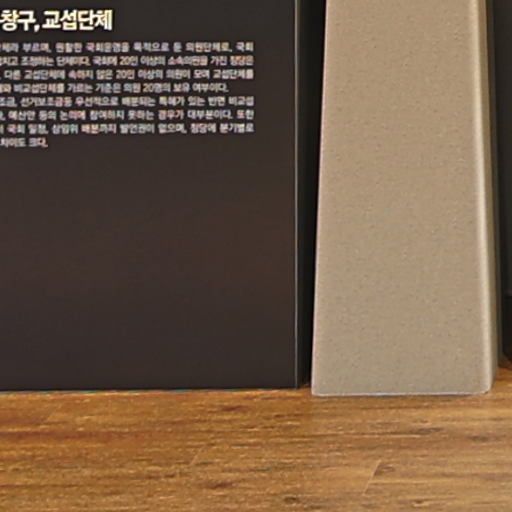 창구, 교섭단체
부르며, 원활한 국회운영을 목적으로 둔 의원단체로, 국회
조정하는 단체이다. 국회에 20인 이상의 소속의원을 가진 정당은
다른 교섭단체에 속하지 않은 20인 이상의 의원이 모여 교섭단체를
비교섭단체를 가르는 기준은 의원 20명의 보유 여부이다.
선거보조금등 우선적으로 배분되는 특혜가 있는 반면 비교섭
예산안 등의 논의에 참여하지 못하는 경우가 대부분이다. 또한
국회 일정, 상임위 배분까지 발언권이 없으며, 정당에 분기별로
차이도 크다.